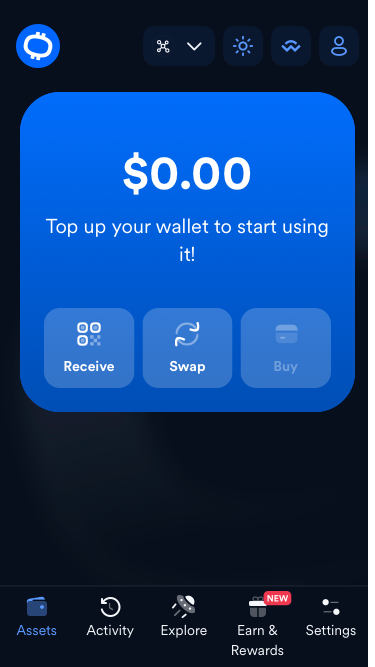 $0.00
Top up your wallet to start using
it!
Receive
Swap
Buy
NEW
Assets
Activity
Explore
Earn &
Rewards
Settings